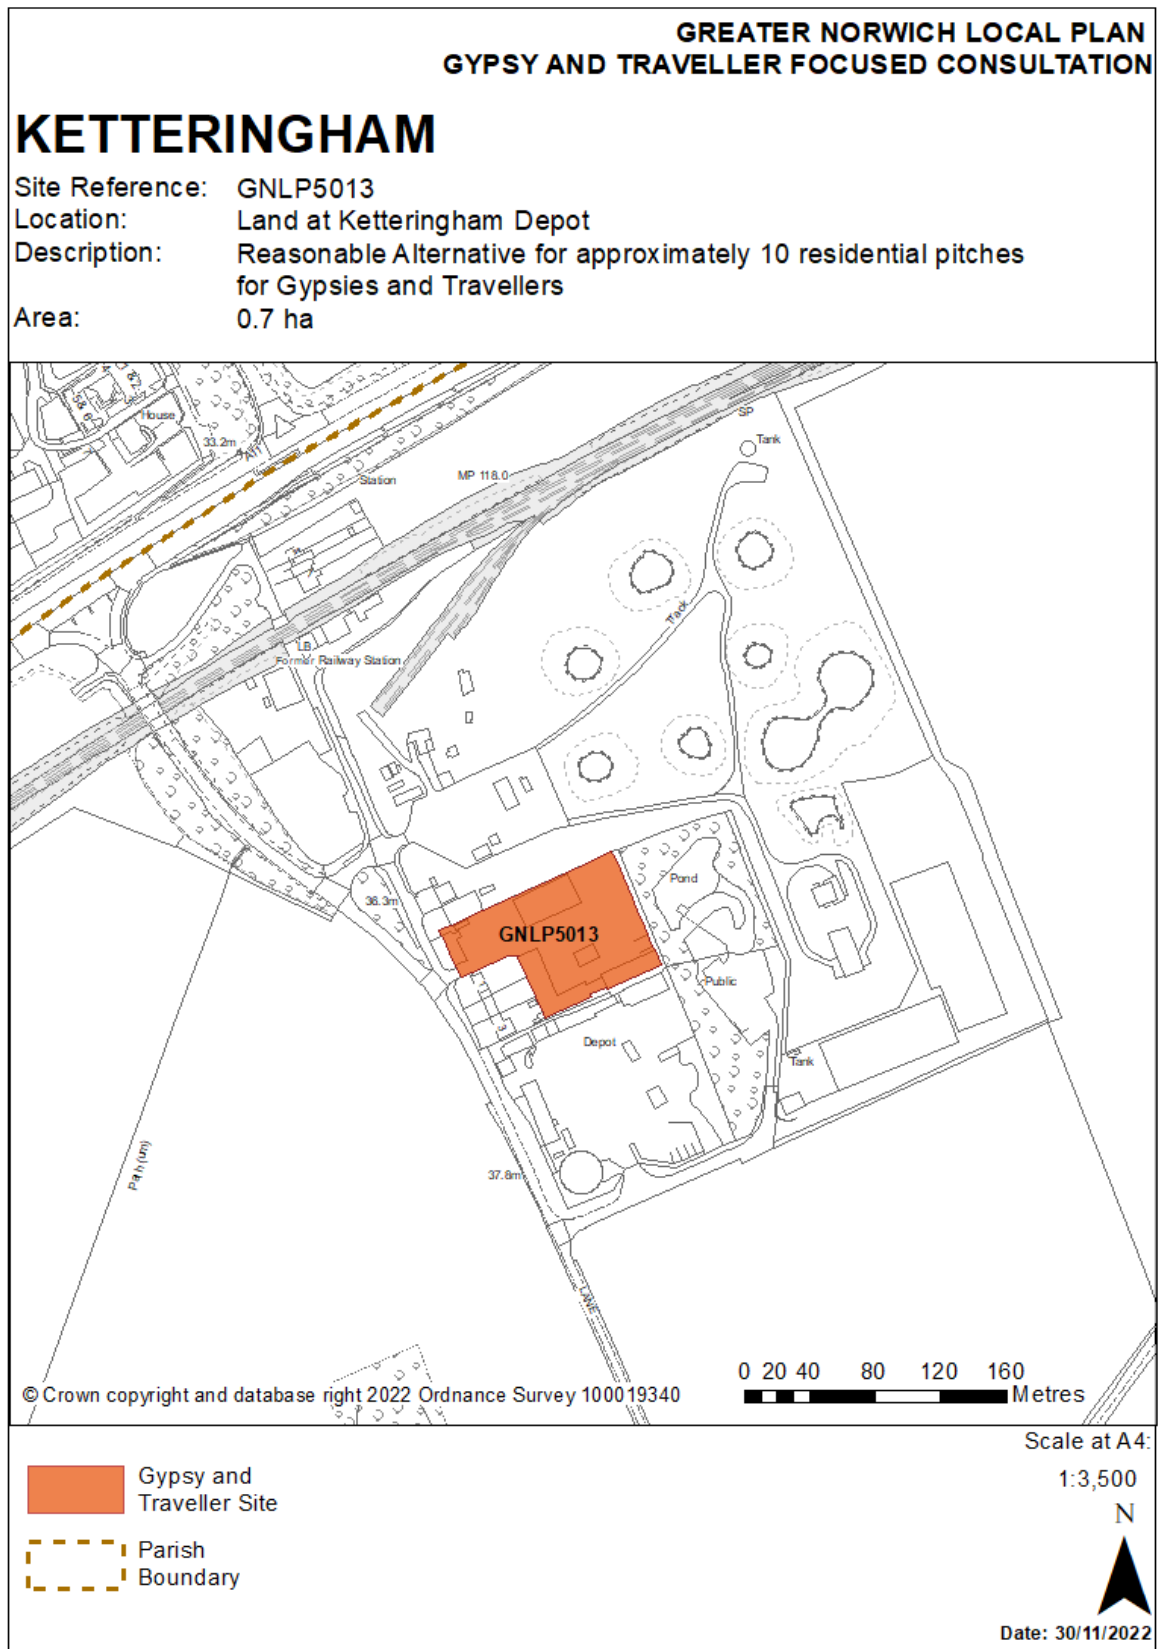 GREATER NORWICH LOCAL PLAN
GYPSY AND TRAVELLER FOCUSED CONSULTATION
KETTERINGHAM
Site Reference: GNLP5013
Location: Land at Ketteringham Depot
Description: Reasonable Alternative for approximately 10 residential pitches
for Gypsies and Travellers
Area: 0.7 ha
House
33.2m
A11
Station
MP 118.0
SP
Tank
Track
LB
Former Railway Station
36.3m
GNLP5013
Pond
Public
3
Depot
Tank
Path (um)
37.8m
LANE
0 20 40 80 120 160
Metres
© Crown copyright and database right 2022 Ordnance Survey 100019340
Scale at A4:
1:3,500
N
Gypsy and
Traveller Site
Parish
Boundary
Date: 30/11/2022